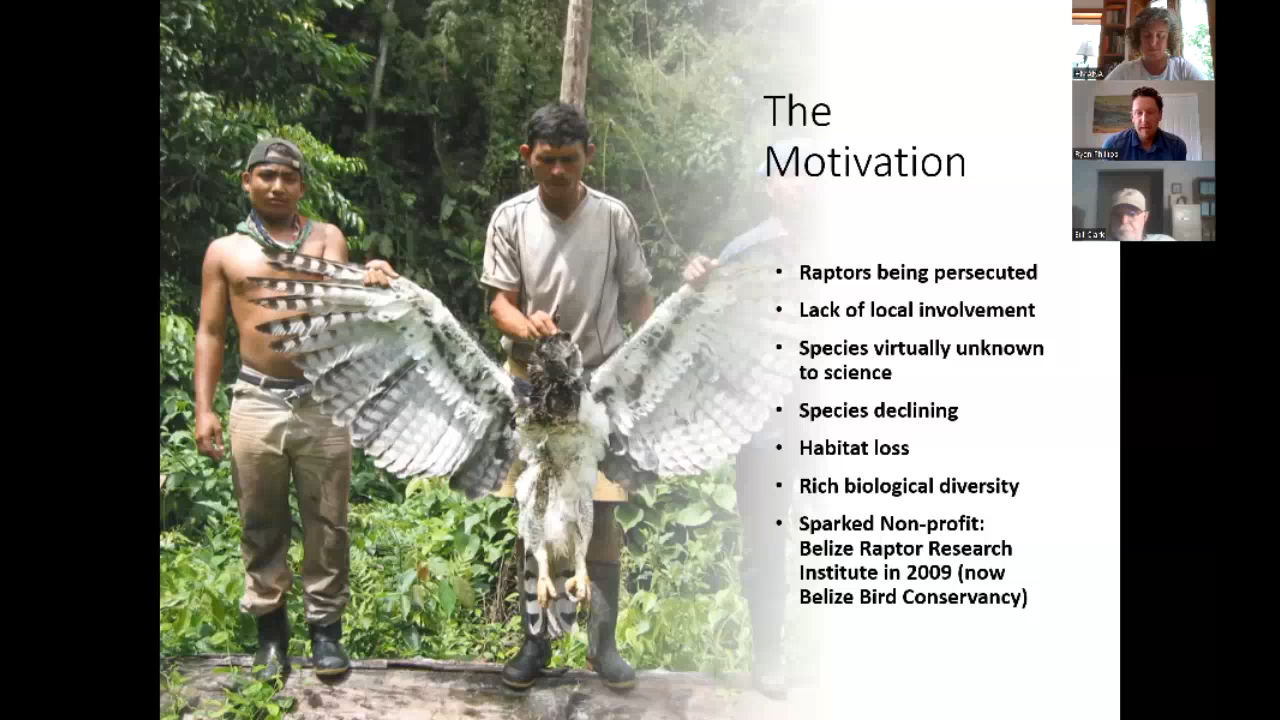 The
Motivation
• Raptors being persecuted
• Lack of local involvement
• Species virtually unknown
to science
• Species declining
• Habitat loss
• Rich biological diversity
• Sparked Non-profit:
Belize Raptor Research
Institute in 2009 (now
Belize Bird Conservancy)
HMANA
Ryan Phillips
Bill Clark